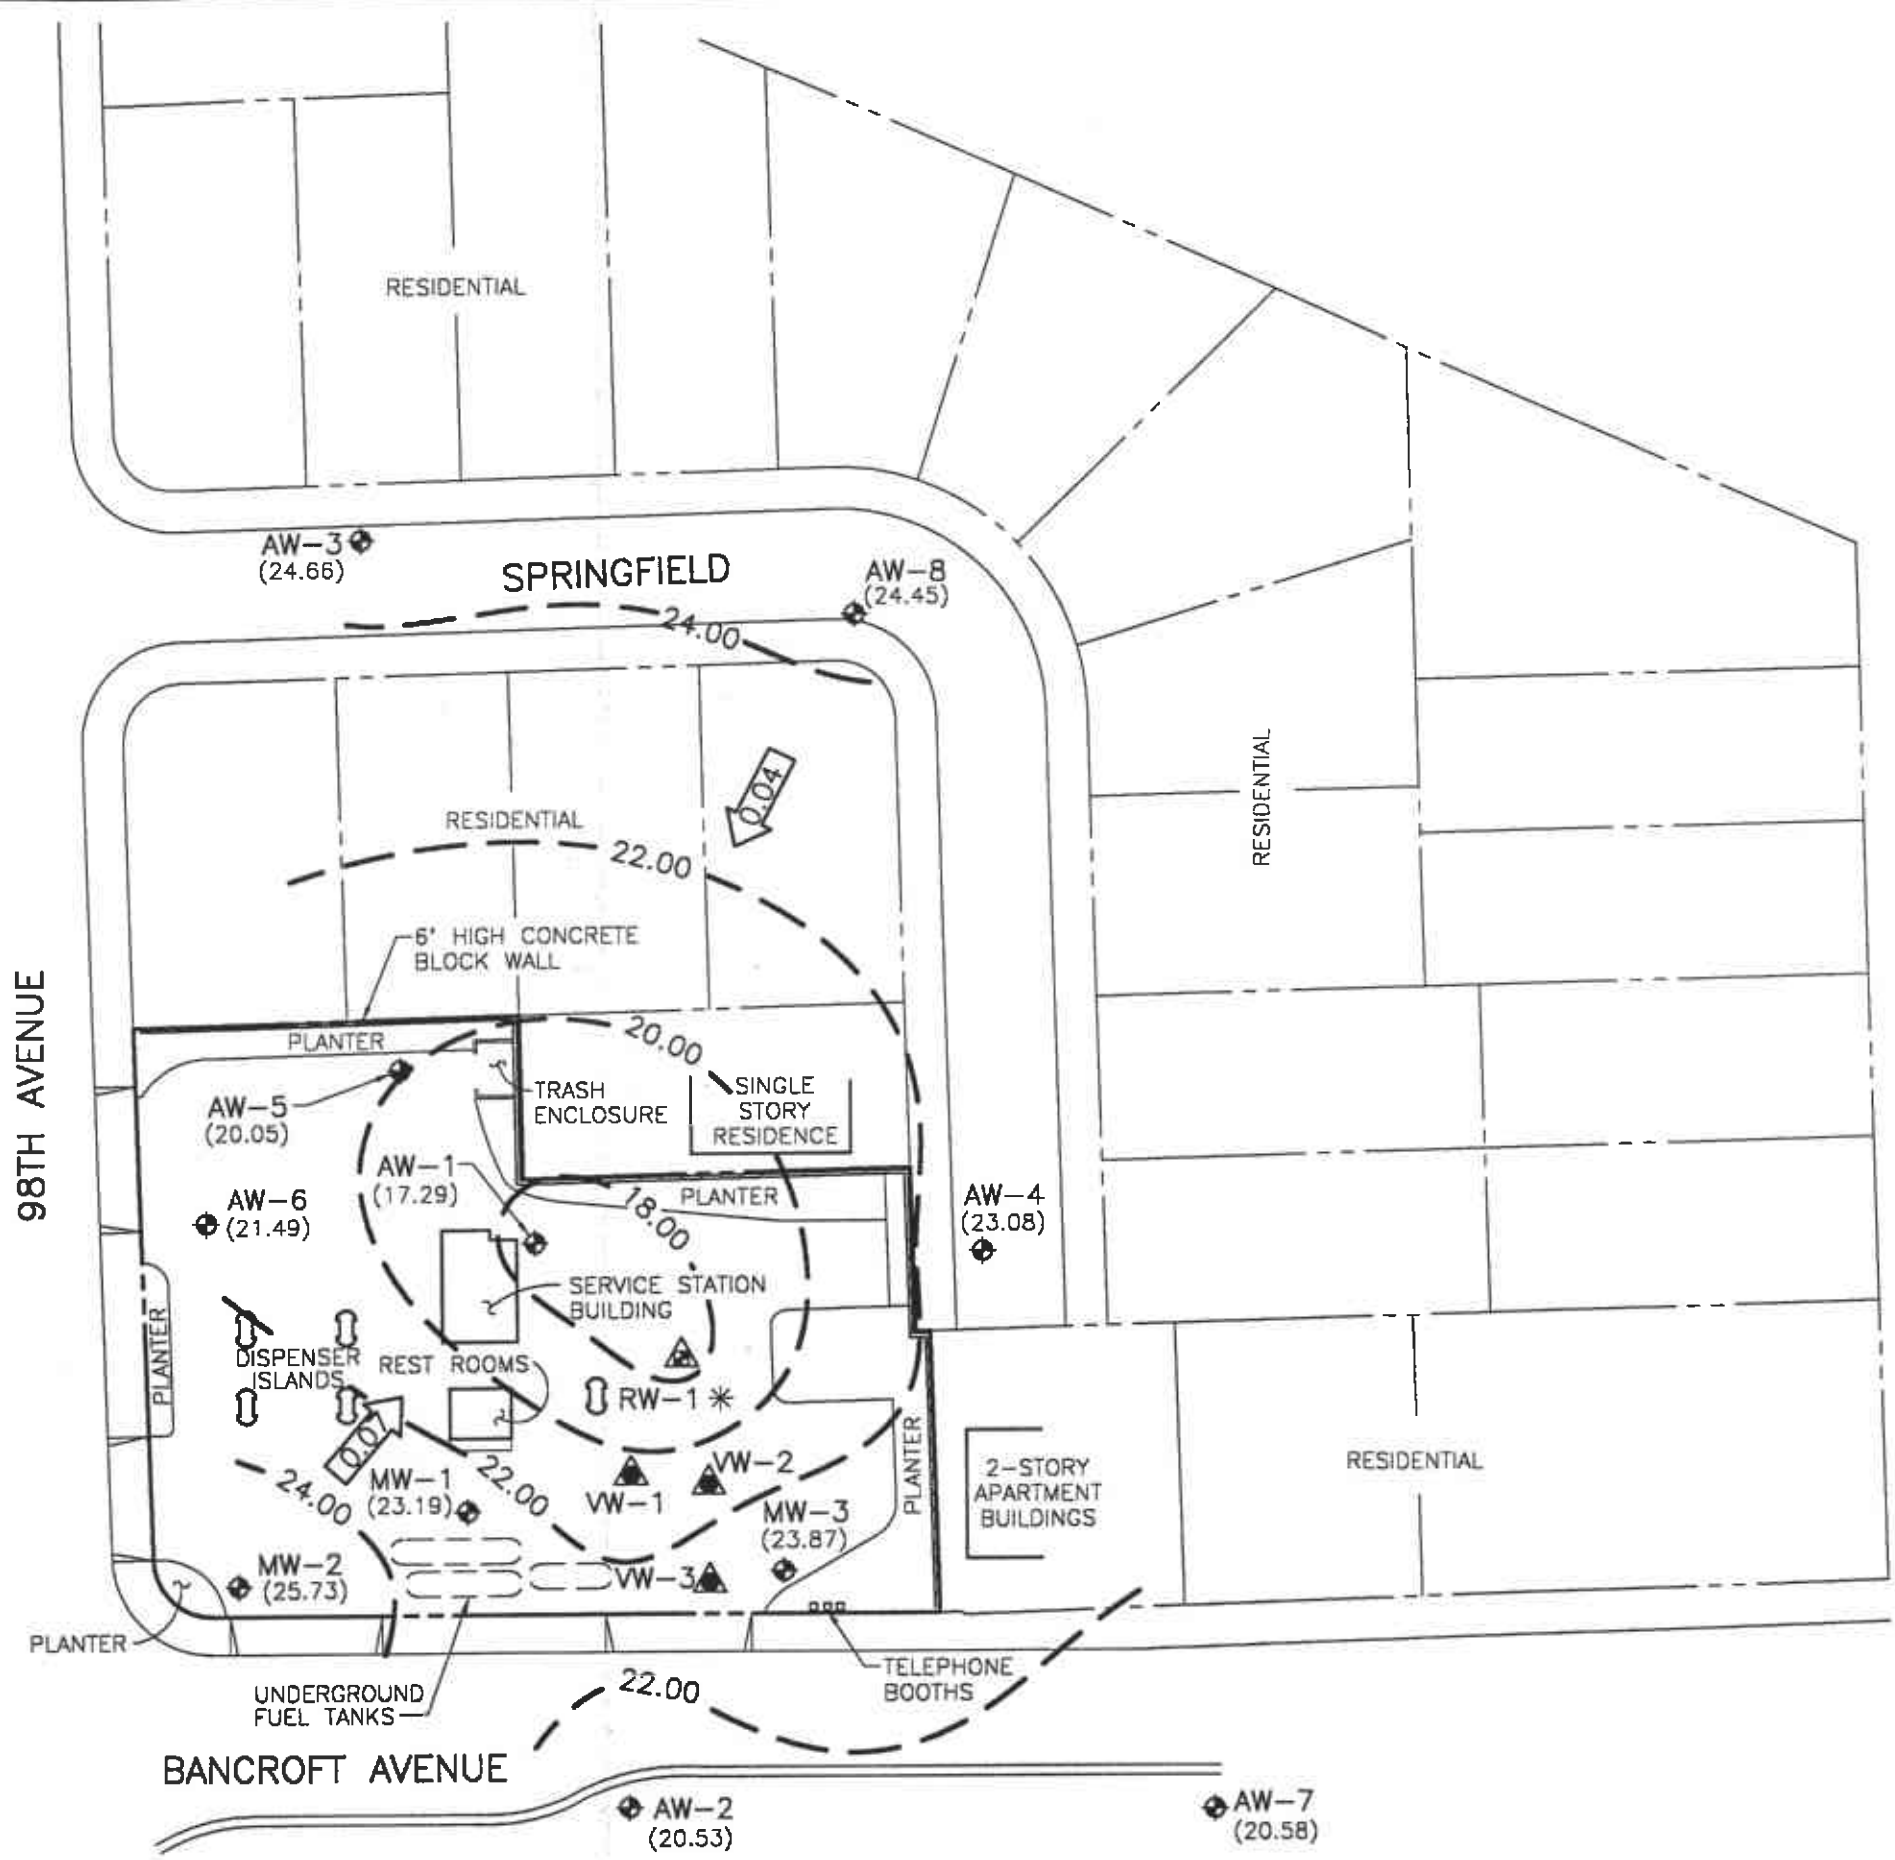 RESIDENTIAL
AW-3
(24.66)
SPRINGFIELD
AW-8
(24.45)
24.00
0.04
RESIDENTIAL
RESIDENTIAL
22.00
6' HIGH CONCRETE
BLOCK WALL
98TH AVENUE
PLANTER
20.00
TRASH
ENCLOSURE
SINGLE
STORY
RESIDENCE
AW-5
(20.05)
AW-1
(17.29)
AW-6
(21.49)
18.00
PLANTER
AW-4
(23.08)
SERVICE STATION
BUILDING
PLANTER
DISPENSER
ISLANDS
REST ROOMS
RW-1 *
0.07
PLANTER
24.00
MW-1
(23.19)
22.00
VW-1
VW-2
MW-3
(23.87)
2-STORY
APARTMENT
BUILDINGS
RESIDENTIAL
MW-2
(25.73)
VW-3
PLANTER
UNDERGROUND
FUEL TANKS
22.00
TELEPHONE
BOOTHS
BANCROFT AVENUE
AW-2
(20.53)
AW-7
(20.58)